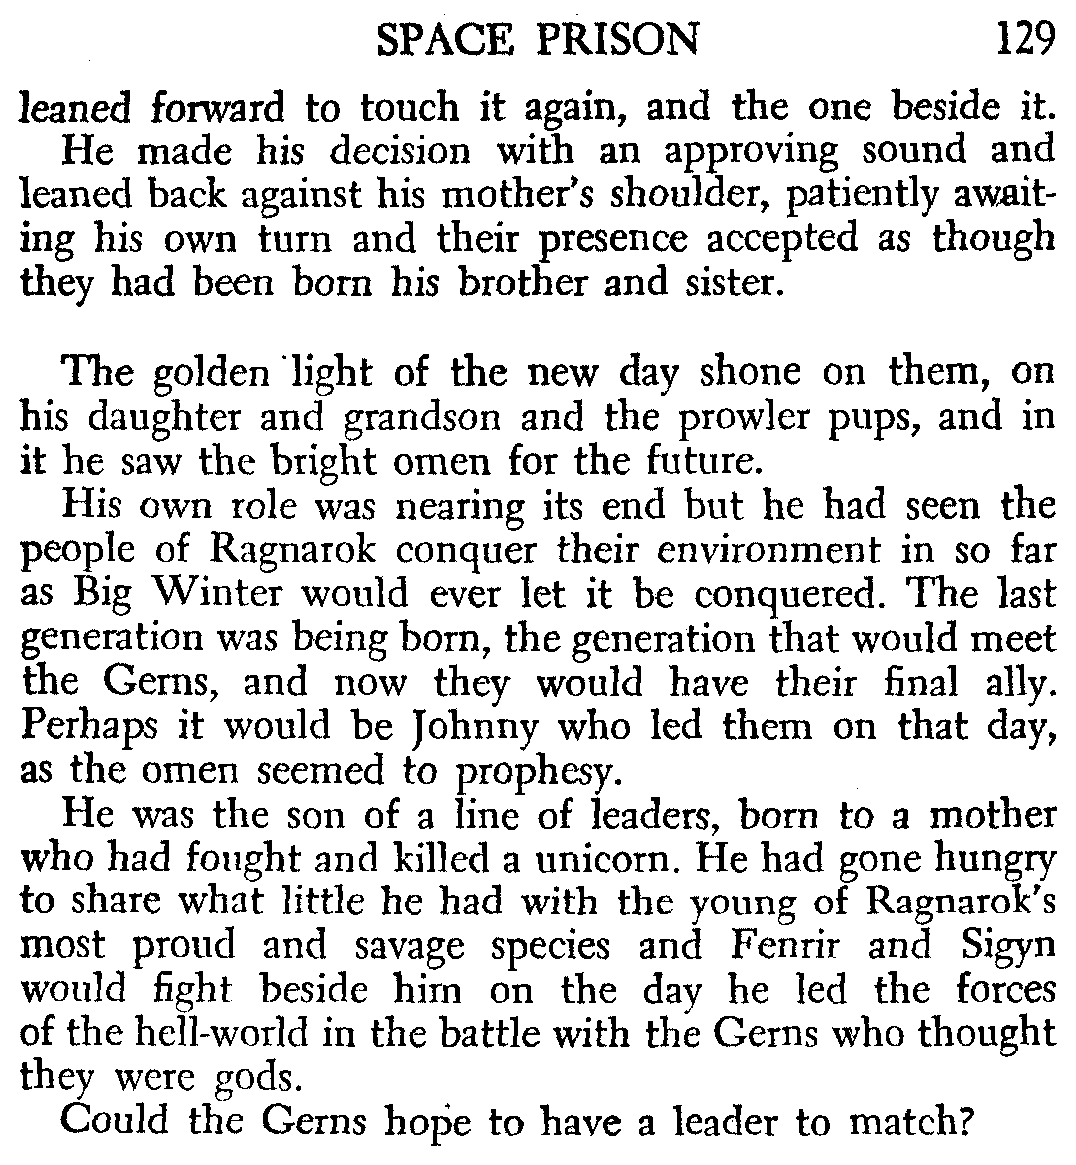 SPACE PRISON 129
leaned forward to touch it again, and the one beside it.
He made his decision with an approving sound and
leaned back against his mother's shoulder, patiently await-
ing his own turn and their presence accepted as though
they had been born his brother and sister.
The golden light of the new day shone on them, on
his daughter and grandson and the prowler pups, and in
it he saw the bright omen for the future.
His own role was nearing its end but he had seen the
people of Ragnarok conquer their environment in so far
as Big Winter would ever let it be conquered. The last
generation was being born, the generation that would meet
the Gerns, and now they would have their final ally.
Perhaps it would be Johnny who led them on that day,
as the omen seemed to prophesy.
He was the son of a line of leaders, born to a mother
who had fought and killed a unicorn. He had gone hungry
to share what little he had with the young of Ragnarok's
most proud and savage species and Fenrir and Sigyn
would fight beside him on the day he led the forces
of the hell-world in the battle with the Gerns who thought
they were gods.
Could the Gerns hope to have a leader to match?